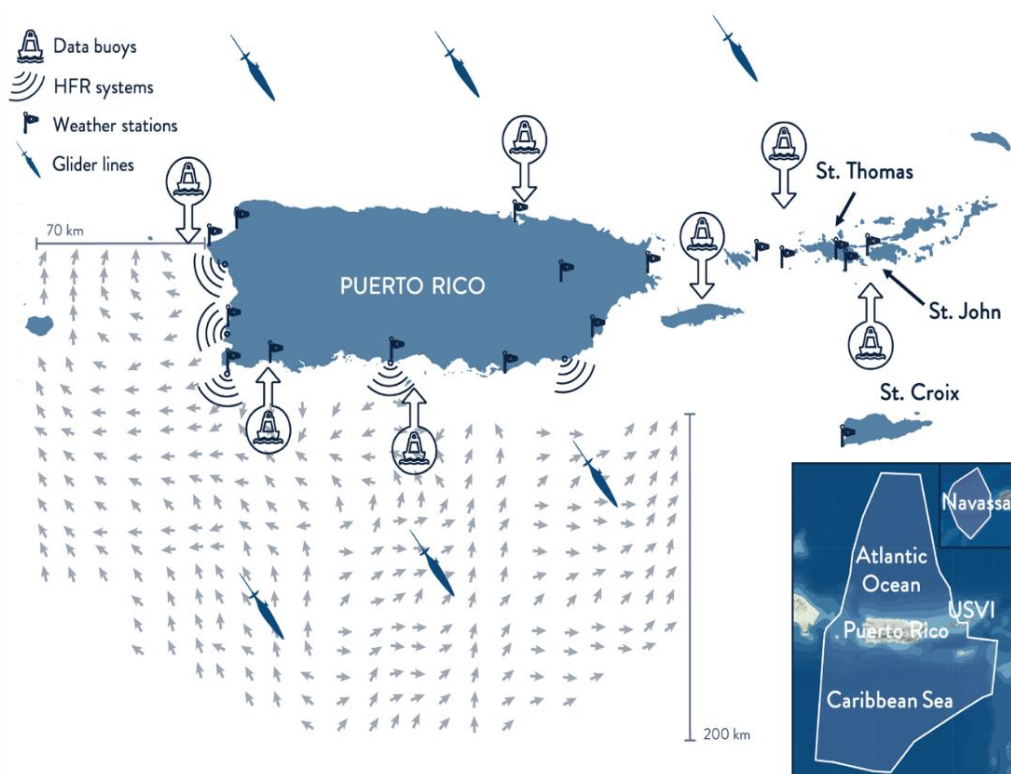 Data buoys
HFR systems
Weather stations
Glider lines
70 km
St. Thomas
PUERTO RICO
St. John
St. Croix
200 km
Navassa
Atlantic
Ocean
USVI
Puerto Rico
Caribbean Sea